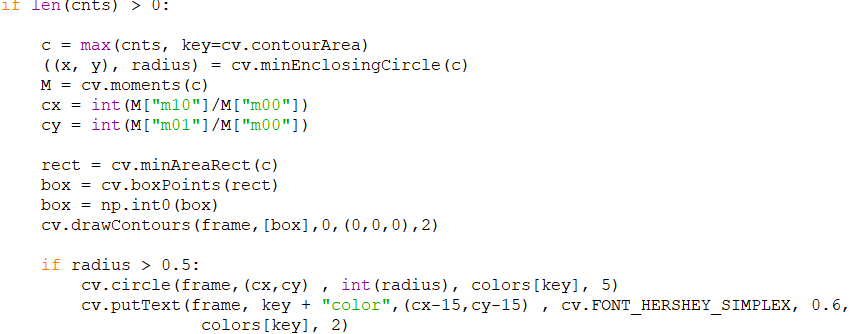 if len(cnts) > 0:
c = max(cnts, key=cv.contourArea)
((x, y), radius) = cv.minEnclosingCircle(c)
M = cv.moments(c)
cx = int(M["m10"]/M["m00"])
cy = int(M["m01"]/M["m00"])
rect = cv.minAreaRect(c)
box = cv.boxPoints(rect)
box = np.int0(box)
cv.drawContours(frame,[box],0,(0,0,0),2)
if radius > 0.5:
cv.circle(frame,(cx,cy) , int(radius), colors[key], 5)
cv.putText(frame, key + "color",(cx-15,cy-15) , cv.FONT_HERSHEY_SIMPLEX, 0.6,
colors[key], 2)